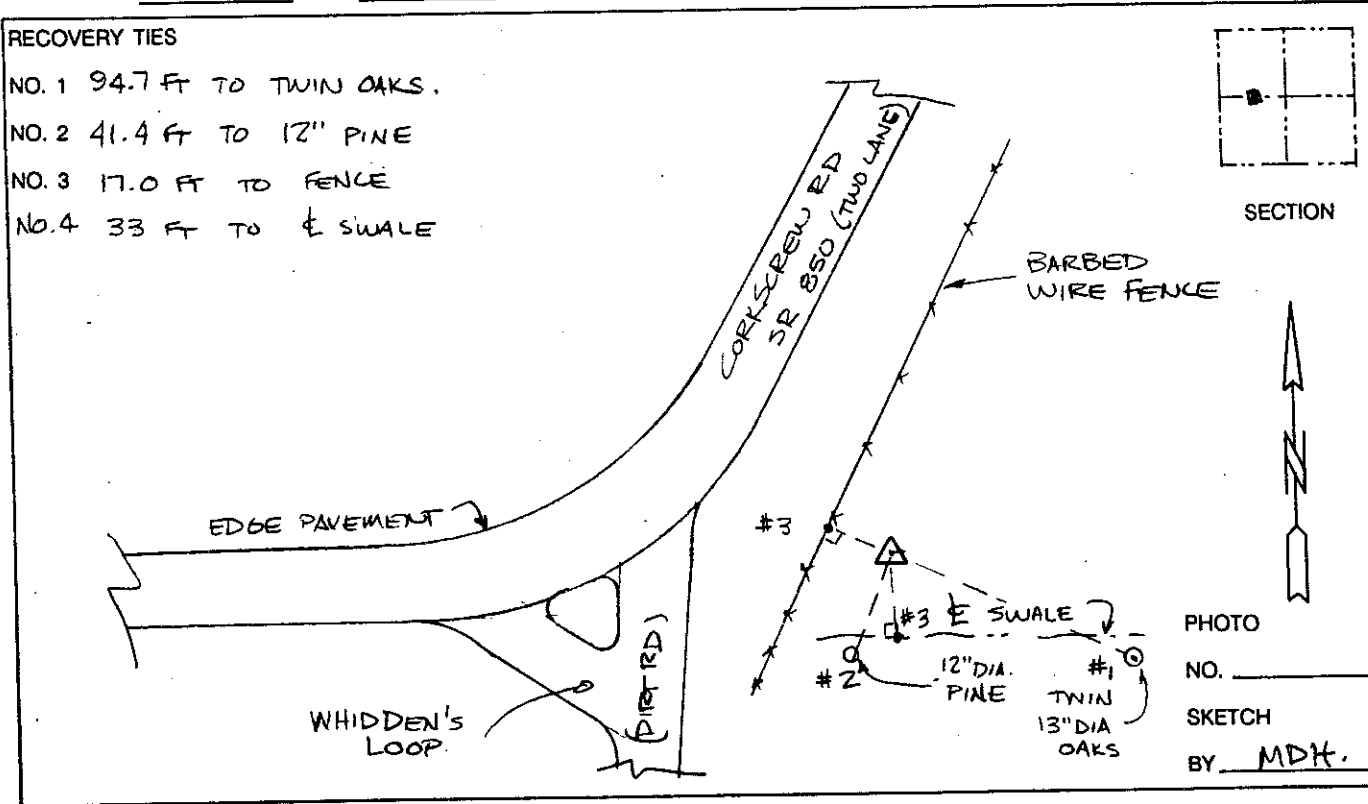 RECOVERY TIES
NO. 1 94.7 FT TO TWIN OAKS.
NO. 2 41.4 FT TO 12" PINE
NO. 3 17.0 FT TO FENCE
NO. 4 33 FT TO ℄ SWALE
SECTION
CORKSCREW RD
SR 850 (TWO LANE)
BARBED
WIRE FENCE
N
EDGE PAVEMENT
#3
#3 ℄ SWALE
#2
12" DIA.
PINE
#1
TWIN
13" DIA
OAKS
(DIRT RD)
WHIDDEN'S
LOOP
PHOTO
NO.
SKETCH
BY MDH.